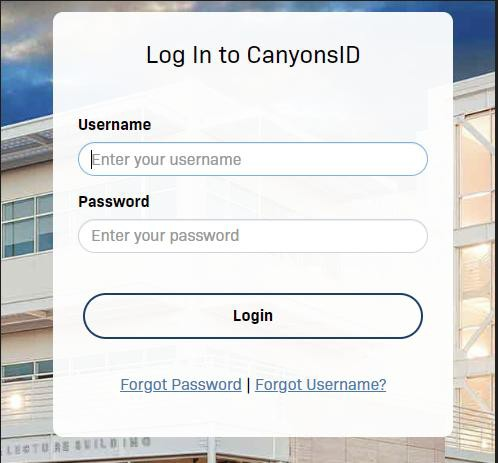 Log In to CanyonsID
Username
Enter your username
Password
Enter your password
Login
Forgot Password | Forgot Username?
LECTURE BUILDING